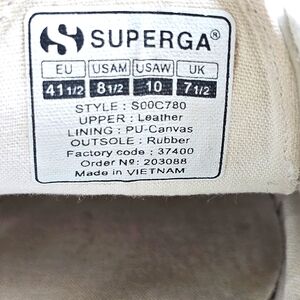 SUPERGA®
EU USAM USAW UK
41 1/2 8 1/2 10 7 1/2
STYLE : S00C780
UPPER : Leather
LINING : PU-Canvas
OUTSOLE : Rubber
Factory code : 37400
Order Nº : 203088
Made in VIETNAM